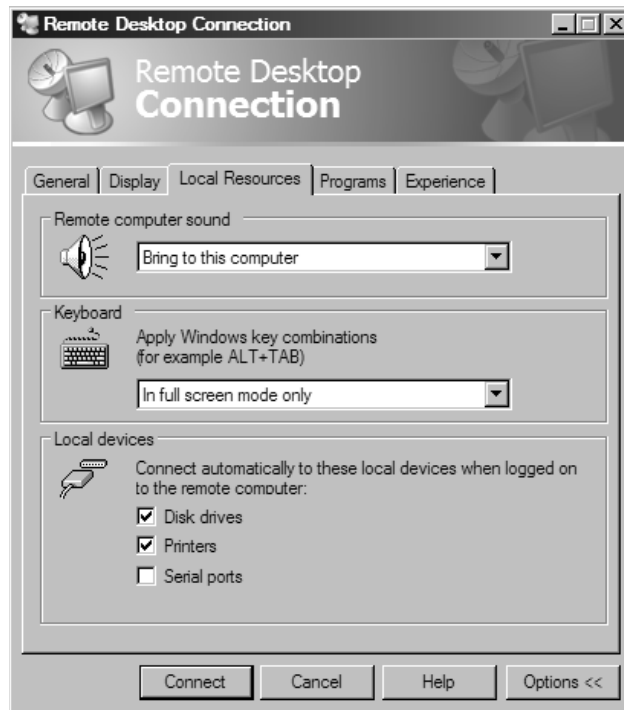 Remote Desktop Connection
Remote Desktop
Connection
General Display Local Resources Programs Experience
Remote computer sound
Bring to this computer
Keyboard
Apply Windows key combinations
(for example ALT+TAB)
In full screen mode only
Local devices
Connect automatically to these local devices when logged on
to the remote computer:
Disk drives
Printers
Serial ports
Connect Cancel Help Options <<